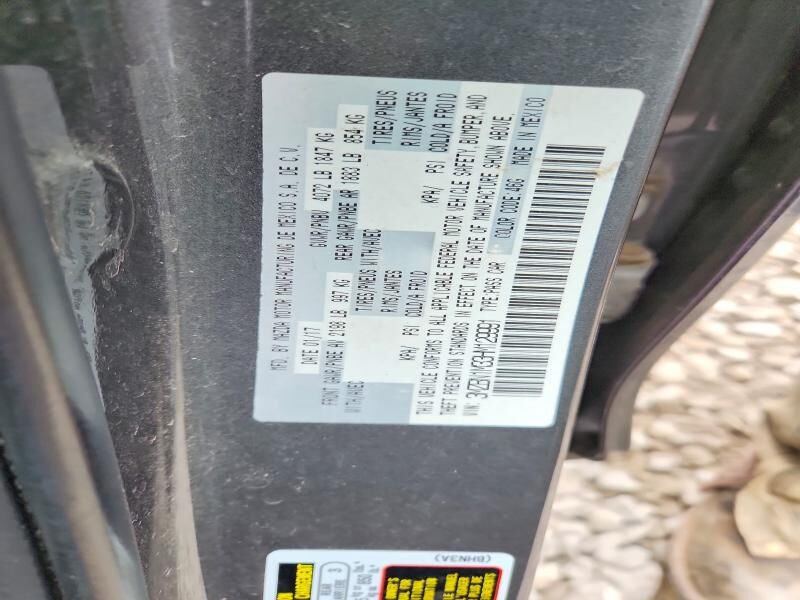 MFD. BY MAZDA MOTOR MANUFACTURING DE MEXICO S.A. DE C.V.
DATE 01/17 GVWR/PNBV 4072 LB 1847 KG
FRONT GAWR/PNBE AV 2198 LB 997 KG REAR GAWR/PNBE AR 1883 LB 854 KG
WITH/AVEC TIRES/PNEUS WITH/AVEC TIRES/PNEUS
RIMS/JANTES RIMS/JANTES
KPA/ PSI COLD/A FROID KPA/ PSI COLD/A FROID
THIS VEHICLE CONFORMS TO ALL APPLICABLE FEDERAL MOTOR VEHICLE SAFETY, BUMPER, AND
THEFT PREVENTION STANDARDS IN EFFECT ON THE DATE OF MANUFACTURE SHOWN ABOVE.
VIN: TYPE:PASS CAR COLOR CODE:46G MADE IN MEXICO
(BHN3A)
REAR
3